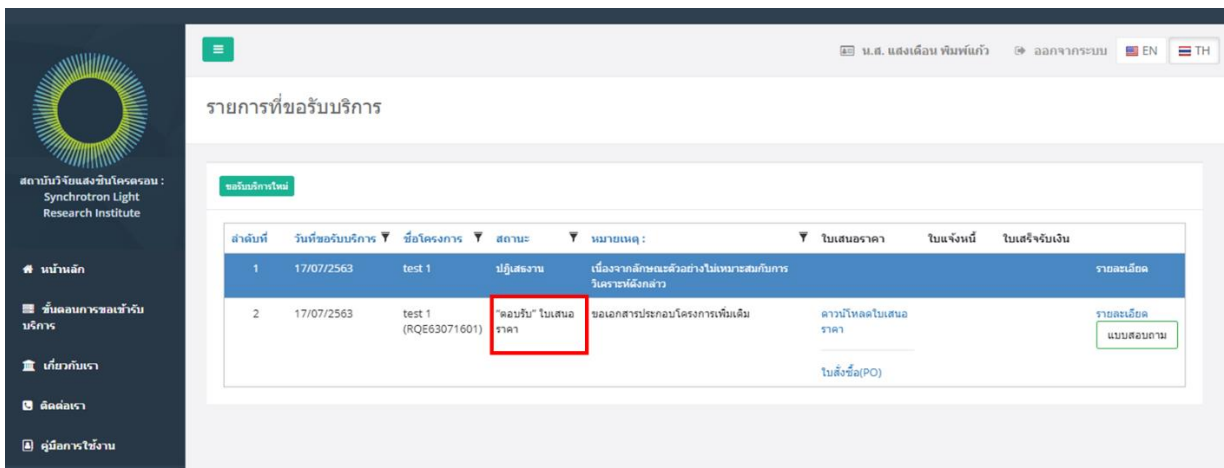 น.ส. แสงเดือน พิมพ์แก้ว
ออกจากระบบ
EN
TH
รายการที่ขอรับบริการ
สถาบันวิจัยแสงซินโครตรอน :
Synchrotron Light
Research Institute
หน้าหลัก
ขั้นตอนการขอเข้ารับ
บริการ
เกี่ยวกับเรา
ติดต่อเรา
คู่มือการใช้งาน
ขอรับบริการใหม่
ลำดับที่ วันที่ขอรับบริการ ชื่อโครงการ สถานะ หมายเหตุ : ใบเสนอราคา ใบแจ้งหนี้ ใบเสร็จรับเงิน
1 17/07/2563 test 1 ปฏิเสธงาน เนื่องจากลักษณะตัวอย่างไม่เหมาะสมกับการ รายละเอียด
วิเคราะห์ดังกล่าว
2 17/07/2563 test 1 "ตอบรับ" ใบเสนอ ขอเอกสารประกอบโครงการเพิ่มเติม ดาวน์โหลดใบเสนอ รายละเอียด
(RQE63071601) ราคา ราคา แบบสอบถาม
ใบสั่งซื้อ(PO)